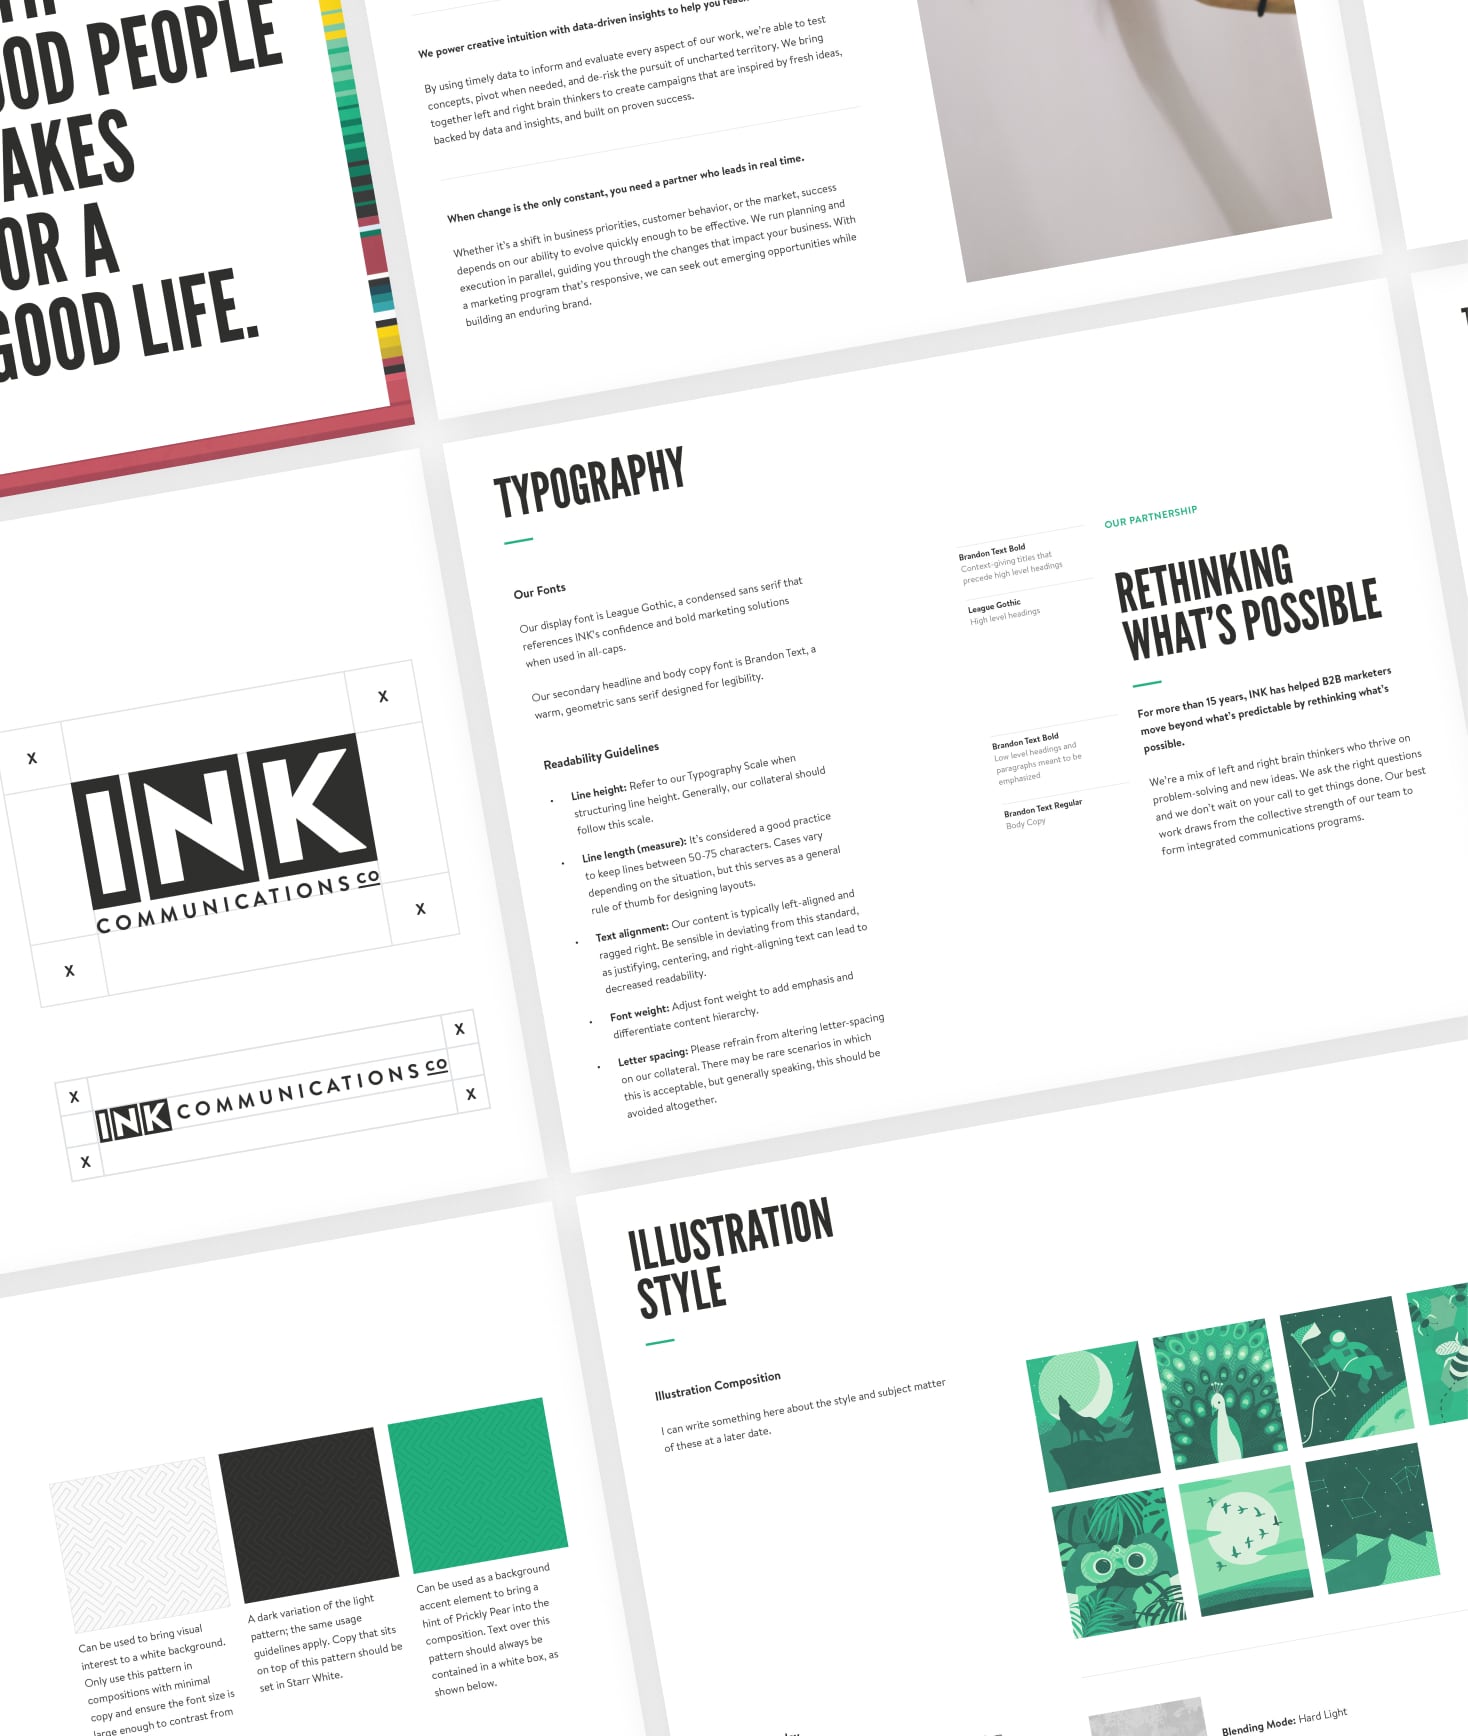 OOD PEOPLE
AKES
OR A
GOOD LIFE.
We power creative intuition with data-driven insights to help you
By using timely data to inform and evaluate every aspect of our work, we're able to test
concepts, pivot when needed, and de-risk the pursuit of uncharted territory. We bring
together left and right brain thinkers to create campaigns that are inspired by fresh ideas,
backed by data and insights, and built on proven success.
When change is the only constant, you need a partner who leads in real time.
Whether it's a shift in business priorities, customer behavior, or the market, success
depends on our ability to evolve quickly enough to be effective. We run planning and
execution in parallel, guiding you through the changes that impact your business. With
a marketing program that's responsive, we can seek out emerging opportunities while
building an enduring brand.
X
X
INK
COMMUNICATIONS CO
X
X
X
X
INK COMMUNICATIONS CO
X
X
TYPOGRAPHY
Our Fonts
Our display font is League Gothic, a condensed sans serif that
references INK's confidence and bold marketing solutions
when used in all-caps.
Our secondary headline and body copy font is Brandon Text, a
warm, geometric sans serif designed for legibility.
Readability Guidelines
• Line height: Refer to our Typography Scale when
structuring line height. Generally, our collateral should
follow this scale.
• Line length (measure): It's considered a good practice
to keep lines between 50-75 characters. Cases vary
depending on the situation, but this serves as a general
rule of thumb for designing layouts.
• Text alignment: Our content is typically left-aligned and
ragged right. Be sensible in deviating from this standard,
as justifying, centering, and right-aligning text can lead to
decreased readability.
• Font weight: Adjust font weight to add emphasis and
differentiate content hierarchy.
• Letter spacing: Please refrain from altering letter-spacing
on our collateral. There may be rare scenarios in which
this is acceptable, but generally speaking, this should be
avoided altogether.
Brandon Text Bold
Context-giving titles that
precede high level headings
League Gothic
High level headings
Brandon Text Bold
Low level headings and
paragraphs meant to be
emphasized
Brandon Text Regular
Body Copy
OUR PARTNERSHIP
RETHINKING
WHAT'S POSSIBLE
For more than 15 years, INK has helped B2B marketers
move beyond what's predictable by rethinking what's
possible.
We're a mix of left and right brain thinkers who thrive on
problem-solving and new ideas. We ask the right questions
and we don't wait on your call to get things done. Our best
work draws from the collective strength of our team to
form integrated communications programs.
Can be used to bring visual
interest to a white background.
Only use this pattern in
compositions with minimal
copy and ensure the font size is
large enough to contrast from
A dark variation of the light
pattern; the same usage
guidelines apply. Copy that sits
on top of this pattern should be
set in Starr White.
Can be used as a background
accent element to bring a
hint of Prickly Pear into the
composition. Text over this
pattern should always be
contained in a white box, as
shown below.
ILLUSTRATION
STYLE
Illustration Composition
I can write something here about the style and subject matter
of these at a later date.
Blending Mode: Hard Light